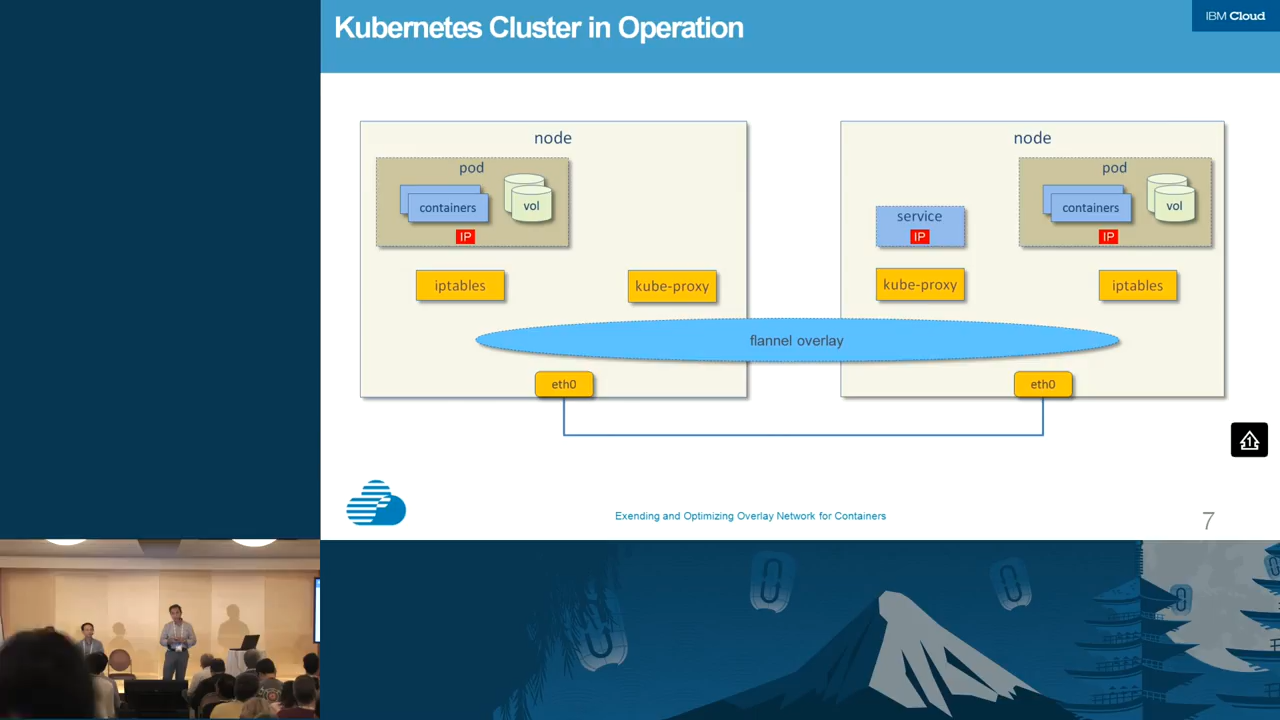 Kubernetes Cluster in Operation
IBM Cloud
node
pod
containers
vol
IP
iptables
kube-proxy
node
service
IP
kube-proxy
pod
containers
vol
IP
iptables
flannel overlay
eth0
eth0
Exending and Optimizing Overlay Network for Containers
7